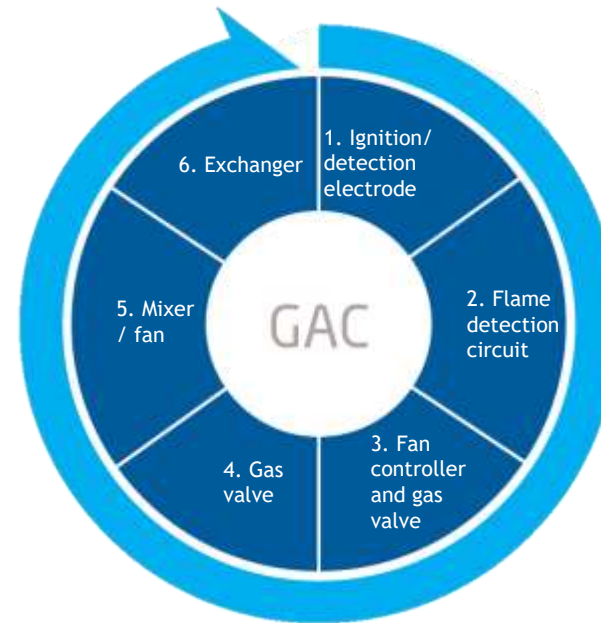 1. Ignition/
detection
electrode
2. Flame
detection
circuit
3. Fan
controller
and gas
valve
4. Gas
valve
5. Mixer
/ fan
6. Exchanger
GAC